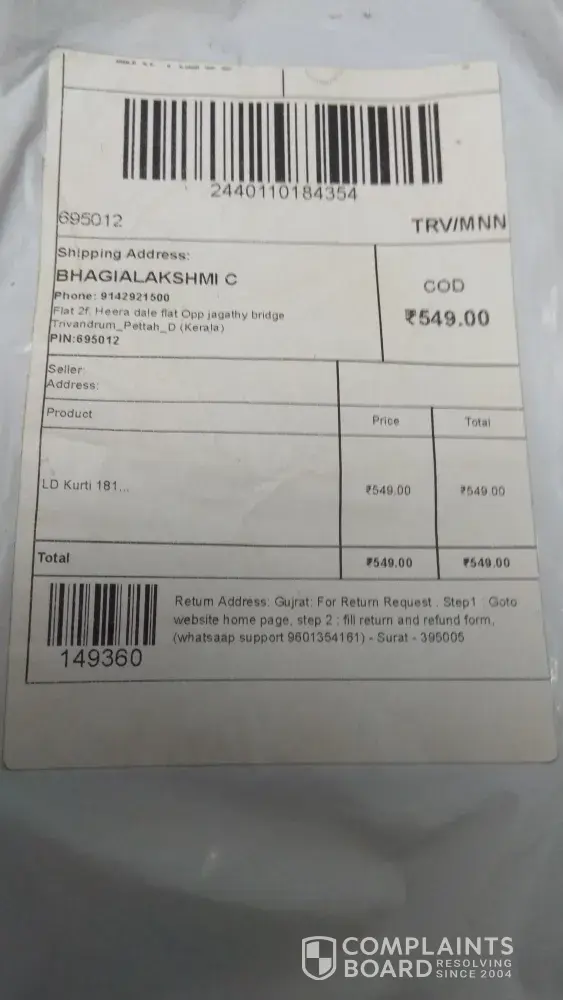 2440110184354
695012
TRV/MNN
Shipping Address:
BHAGIALAKSHMI C
Phone: 9142921500
Flat 2f, Heera dale flat Opp jagathy bridge
Trivandrum_Pettah_D (Kerala)
PIN:695012
COD
₹549.00
Seller
Address:
Product
Price
Total
LD Kurti 181...
₹549.00
₹549.00
Total
₹549.00
₹549.00
149360
Return Address: Gujrat: For Return Request . Step1 : Goto
website home page, step 2 : fill return and refund form,
(whatsaap support 9601354161) - Surat - 395005
COMPLAINTS
BOARD
RESOLVING
SINCE 2004